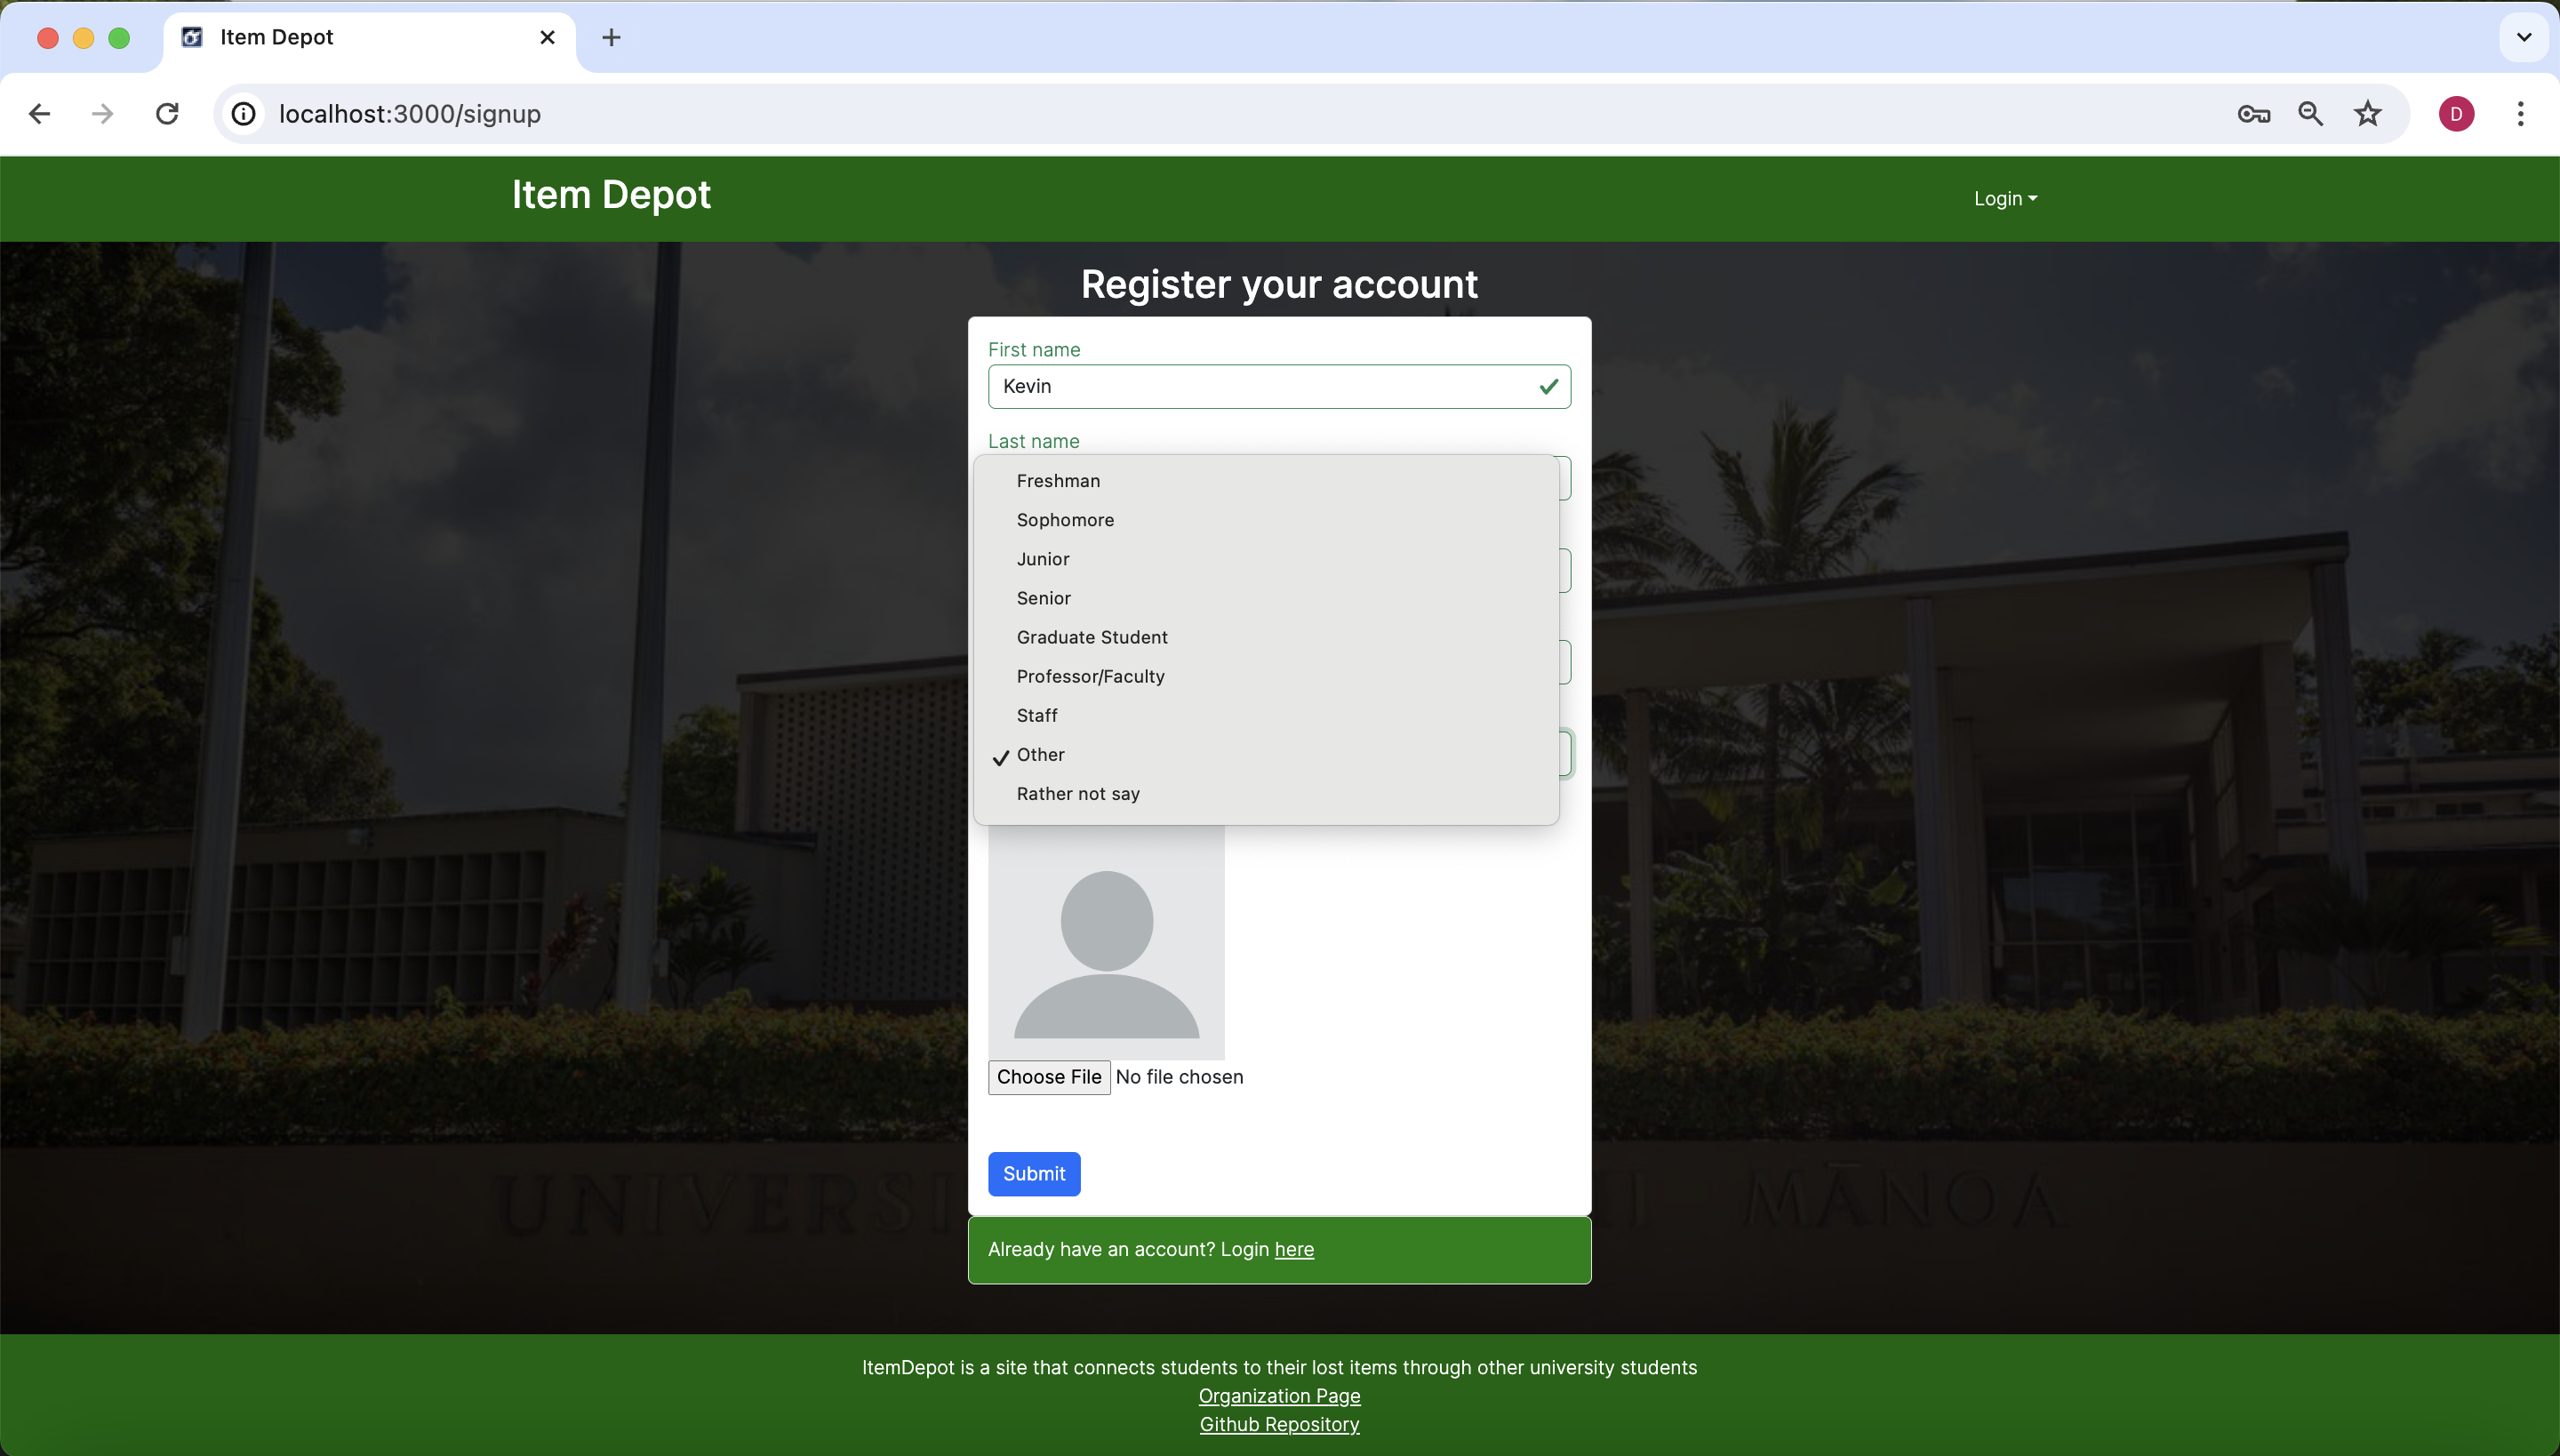 Item Depot
localhost:3000/signup
D
Item Depot
Login
Register your account
First name
Kevin
Last name
Freshman
Sophomore
Junior
Senior
Graduate Student
Professor/Faculty
Staff
Other
Rather not say
Choose File No file chosen
Submit
UNIVERSI MĀNOA
Already have an account? Login here
ItemDepot is a site that connects students to their lost items through other university students
Organization Page
Github Repository